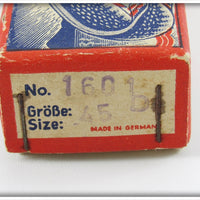 No. 1601 D
Größe: 45
Size:
MADE IN GERMANY